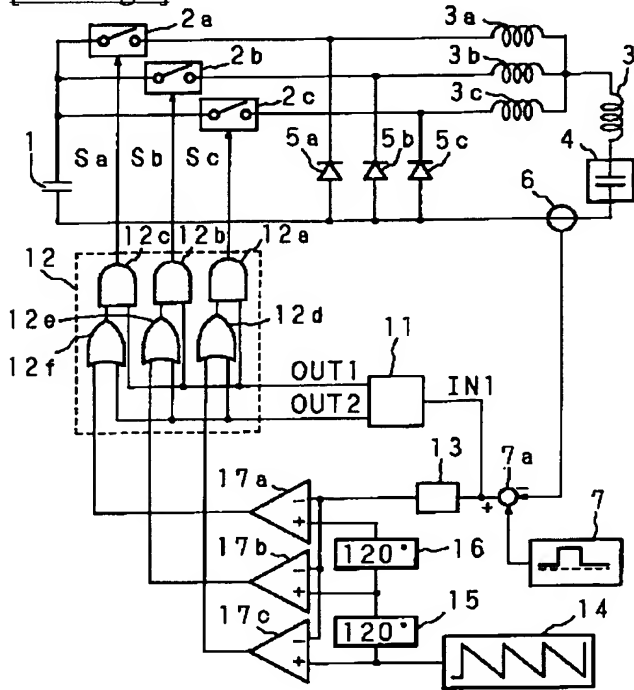 2a
3a
2b
3b
2c
3c
3
1
Sa
Sb
Sc
5a
5b
5c
4
6
12c
12b
12a
12
12e
12d
12f
11
OUT1
IN1
OUT2
13
7a
17a
−
+
−
+
7
17b
−
+
120°
16
17c
−
+
120°
15
14